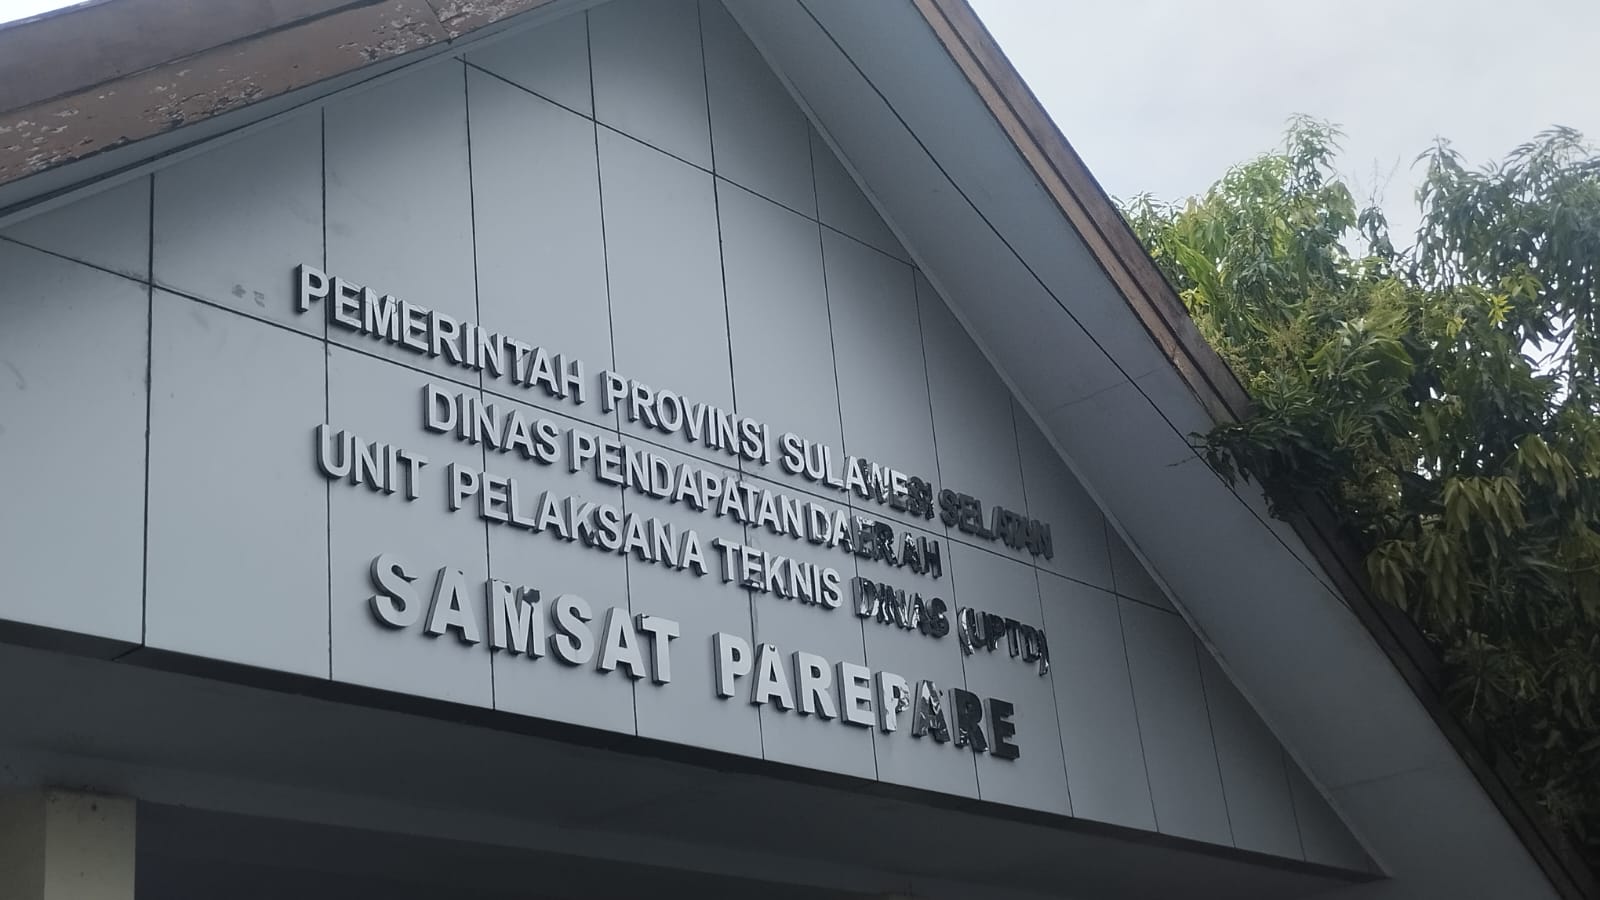 PEMERINTAH PROVINSI SULAWESI SELATAN
DINAS PENDAPATAN DAERAH
UNIT PELAKSANA TEKNIS DINAS (UPTD)
SAMSAT PAREPARE